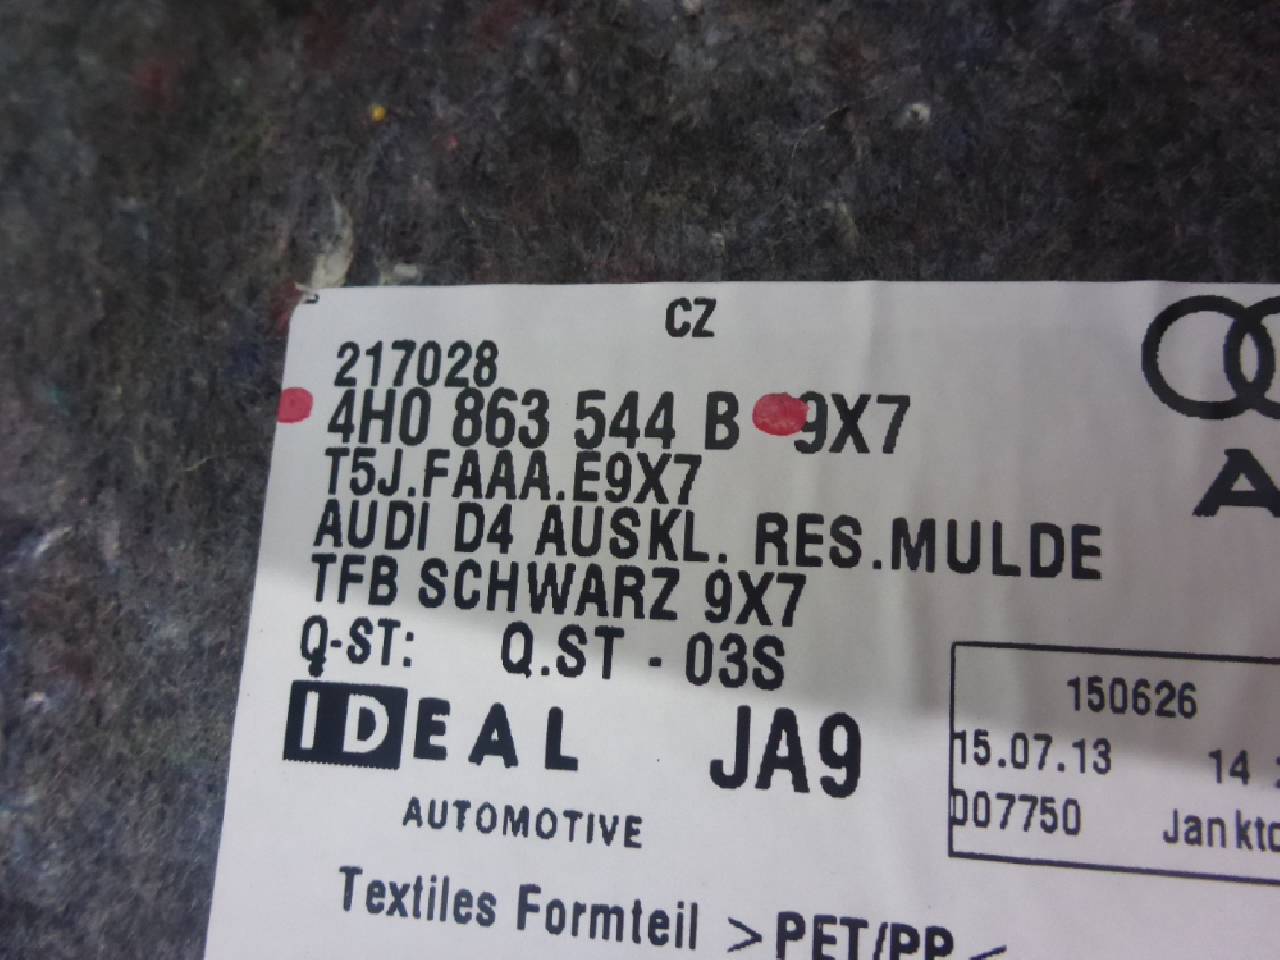 CZ
217028
4H0 863 544 B 9X7
T5J.FAAA.E9X7
AUDI D4 AUSKL. RES.MULDE
TFB SCHWARZ 9X7
Q-ST: Q.ST - 03S
IDEAL JA9
AUTOMOTIVE
150626
15.07.13 14
D07750
Textiles Formteil >PET/PP<